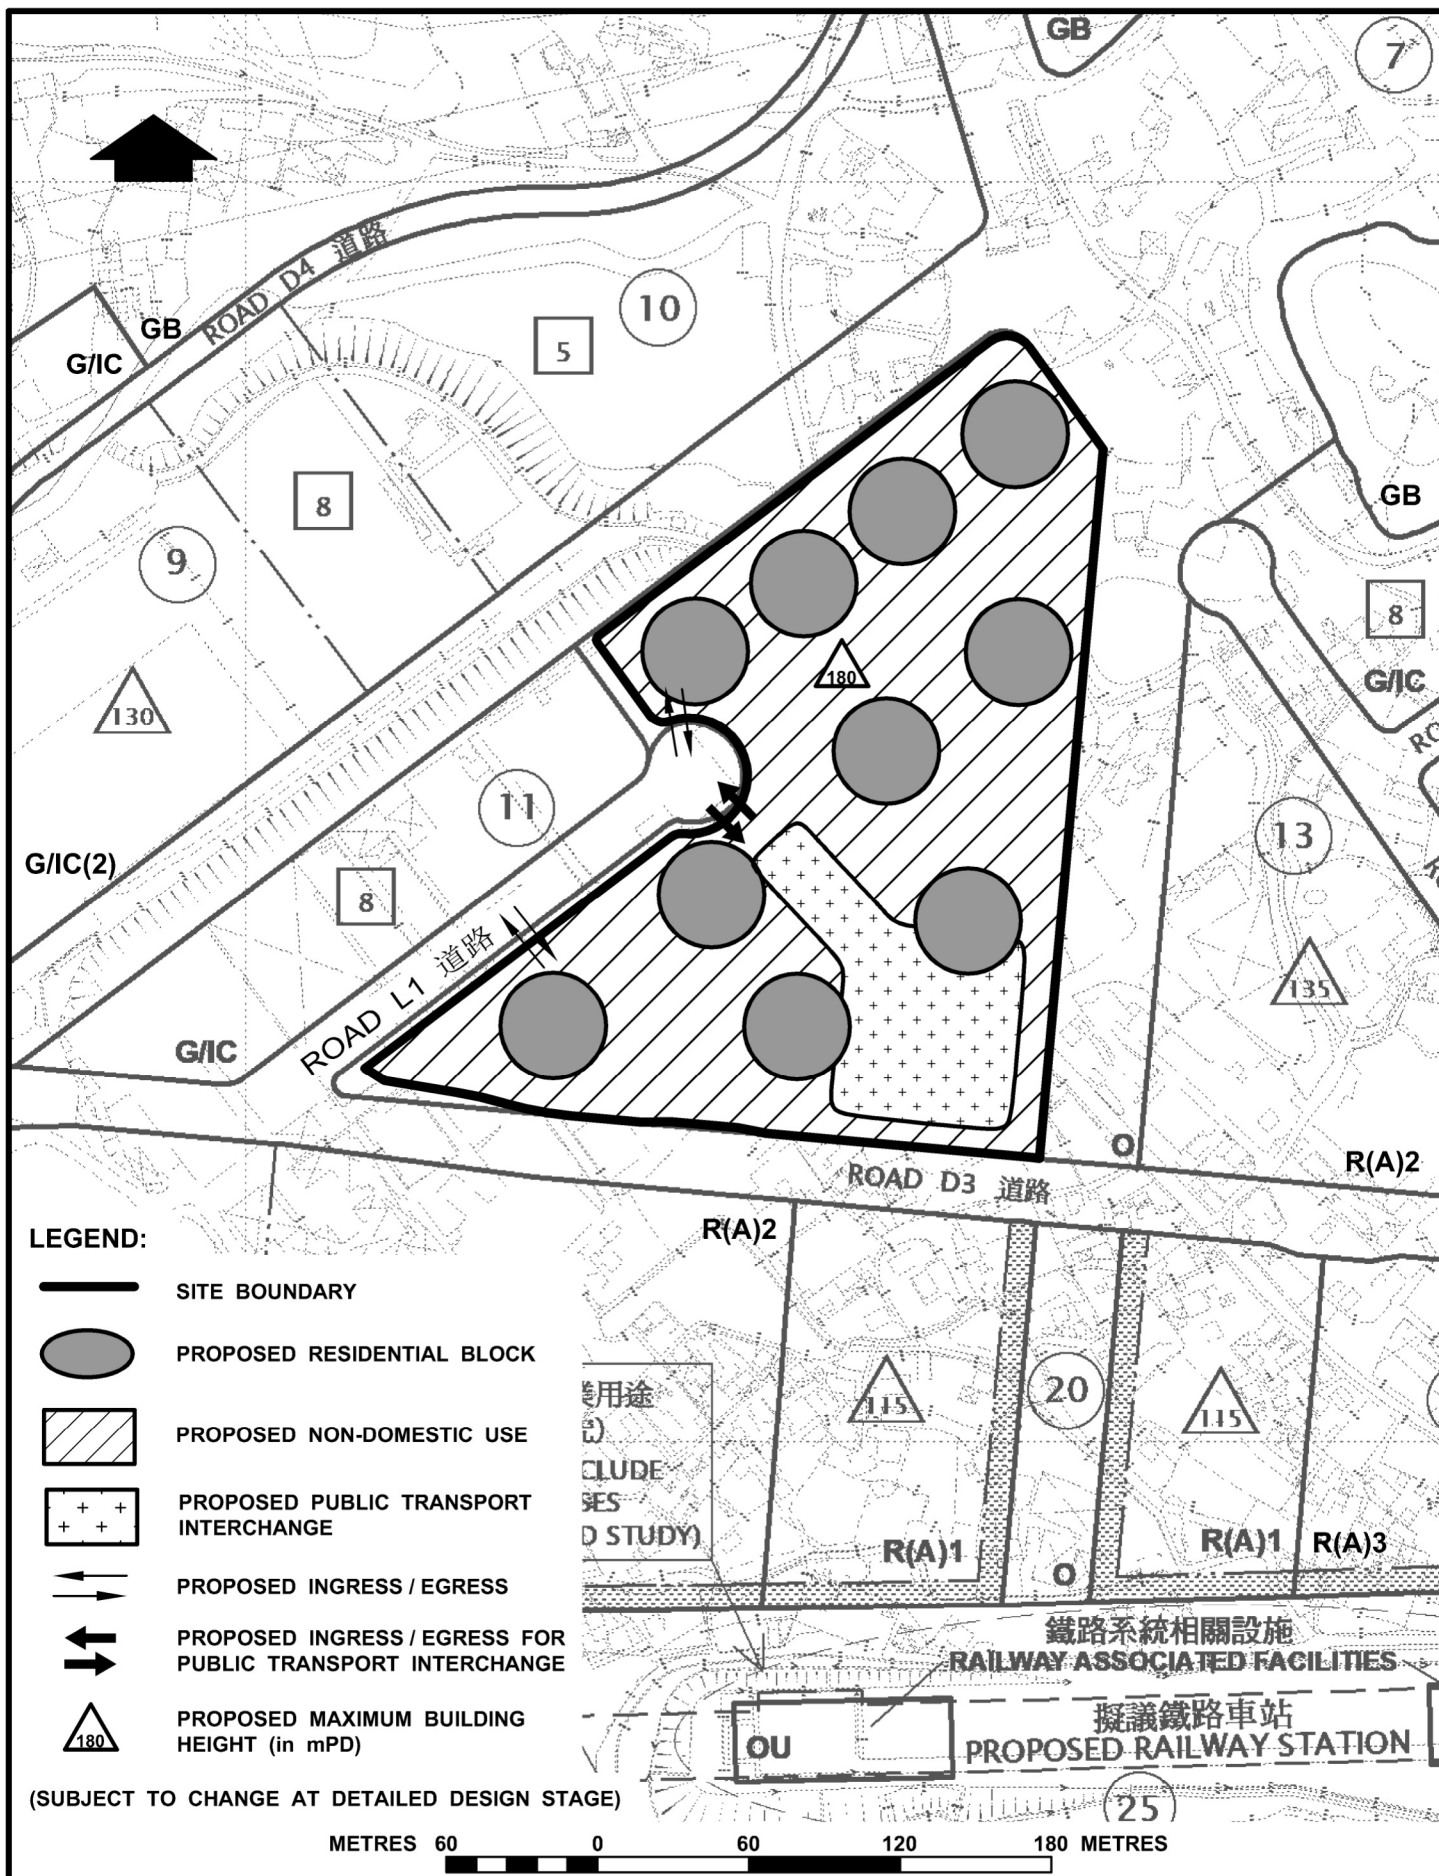 GB
7
ROAD D4 道路
10
GB
G/IC
5
8
GB
9
8
G/IC
130
180
11
13
G/IC(2)
8
135
ROAD L1 道路
G/IC
O
R(A)2
ROAD D3 道路
R(A)2
LEGEND:
SITE BOUNDARY
PROPOSED RESIDENTIAL BLOCK
PROPOSED NON-DOMESTIC USE
PROPOSED PUBLIC TRANSPORT
INTERCHANGE
PROPOSED INGRESS / EGRESS
PROPOSED INGRESS / EGRESS FOR
PUBLIC TRANSPORT INTERCHANGE
180
PROPOSED MAXIMUM BUILDING
HEIGHT (in mPD)
(SUBJECT TO CHANGE AT DETAILED DESIGN STAGE)
用途
CLUDE
SES
D STUDY)
115
20
115
R(A)1
R(A)1
R(A)3
O
鐵路系統相關設施
RAILWAY ASSOCIATED FACILITIES
擬議鐵路車站
PROPOSED RAILWAY STATION
OU
25
METRES 60 0 60 120 180 METRES